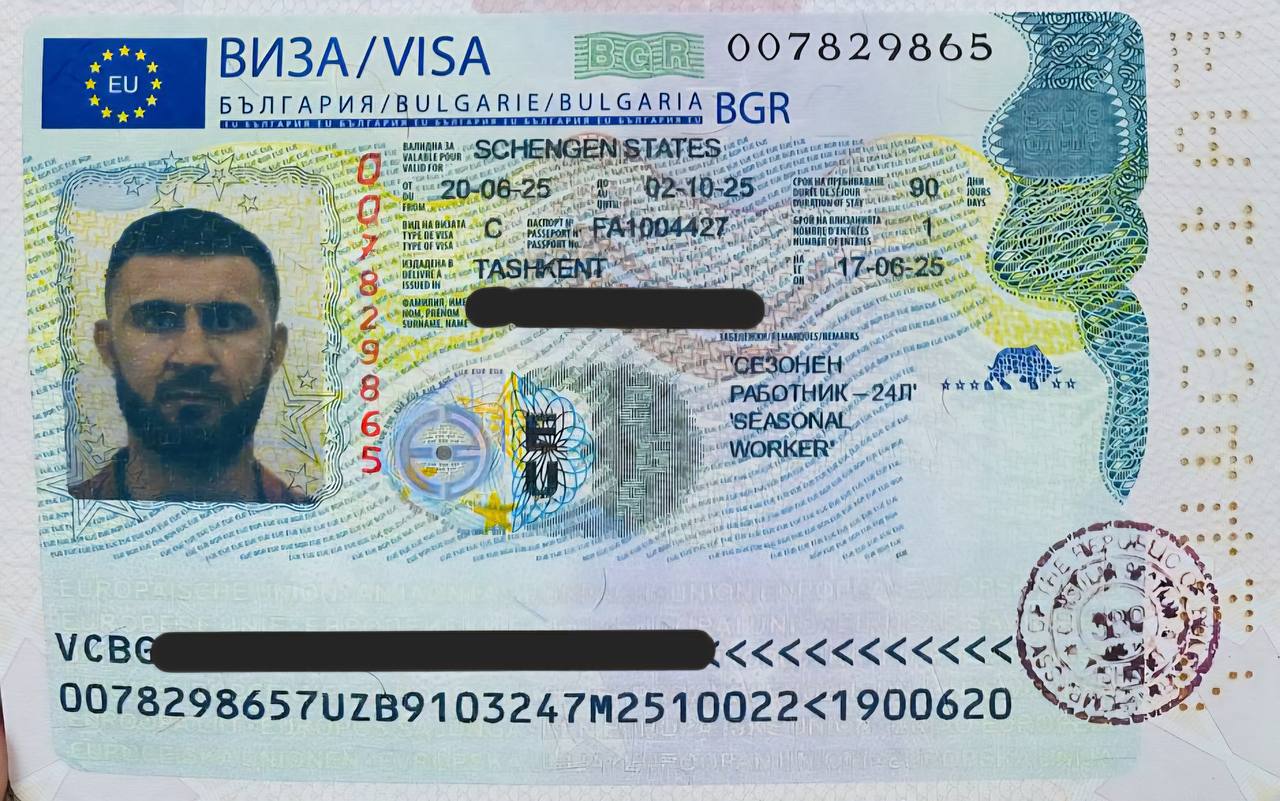 EU
ВИЗА/VISA
BGR
007829865
БЪЛГАРИЯ/BULGARIE/BULGARIA BGR
ВАЛИДНА ЗА
VALABLE POUR
VALID FOR
SCHENGEN STATES
ОТ
DU
FROM
20-06-25
ДО
AU
UNTIL
02-10-25
СРОК НА ПРЕБИВАВАНЕ
DURÉE DE SÉJOUR
DURATION OF STAY
90
ДНИ
JOURS
DAYS
ВИД НА ВИЗАТА
TYPE DE VISA
TYPE OF VISA
C
ПАСПОРТ №
PASSEPORT №
PASSPORT No.
FA1004427
БРОЙ НА ВЛИЗАНИЯТА
NOMBRE D'ENTRÉES
NUMBER OF ENTRIES
1
ИЗДАДЕНА В
DÉLIVRÉ À
ISSUED IN
TASHKENT
НА
LE
ON
17-06-25
ФАМИЛИЯ, ИМЕ
NOM, PRENOM
SURNAME, NAME
007829865
ЗАБЕЛЕЖКИ/REMARQUES/REMARKS
'СЕЗОНЕН
РАБОТНИК – 24Л'
'SEASONAL
WORKER'
EU
VCBG
<<<<<<<<<<<<<
0078298657UZB9103247M2510022<1900620